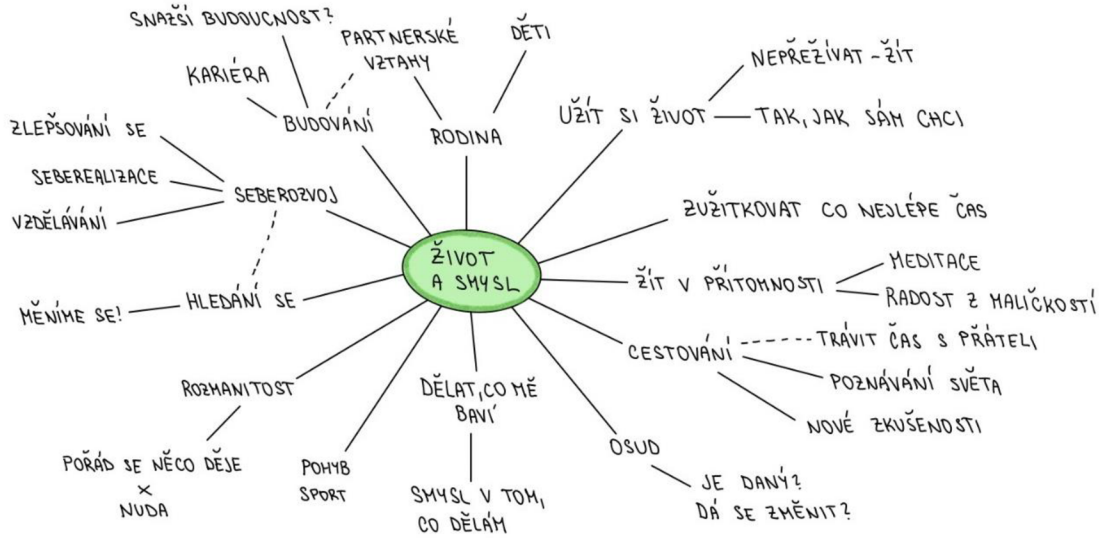 SNAŽŠÍ BUDOUCNOST?
KARIÉRA
BUDOVÁNÍ
PARTNERSKÉ
VZTAHY
DĚTI
RODINA
NEPŘEŽÍVAT - ŽÍT
UŽÍT SI ŽIVOT
TAK, JAK SÁM CHCI
ZLEPŠOVÁNÍ SE
SEBEREALIZACE
VZDĚLÁVÁNÍ
SEBEROZVOJ
ZUŽITKOVAT CO NEJLÉPE ČAS
ŽIVOT
A SMYSL
ŽÍT V PŘÍTOMNOSTI
MEDITACE
RADOST Z MALIČKOSTÍ
MĚNÍME SE!
HLEDÁNÍ SE
CESTOVÁNÍ
TRÁVIT ČAS S PŘÁTELI
POZNÁVÁNÍ SVĚTA
NOVÉ ZKUŠENOSTI
ROZMANITOST
POŘÁD SE NĚCO DĚJE
x
NUDA
POHYB
SPORT
DĚLAT, CO MĚ
BAVÍ
SMYSL V TOM,
CO DĚLÁM
OSUD
JE DANÝ?
DÁ SE ZMĚNIT?